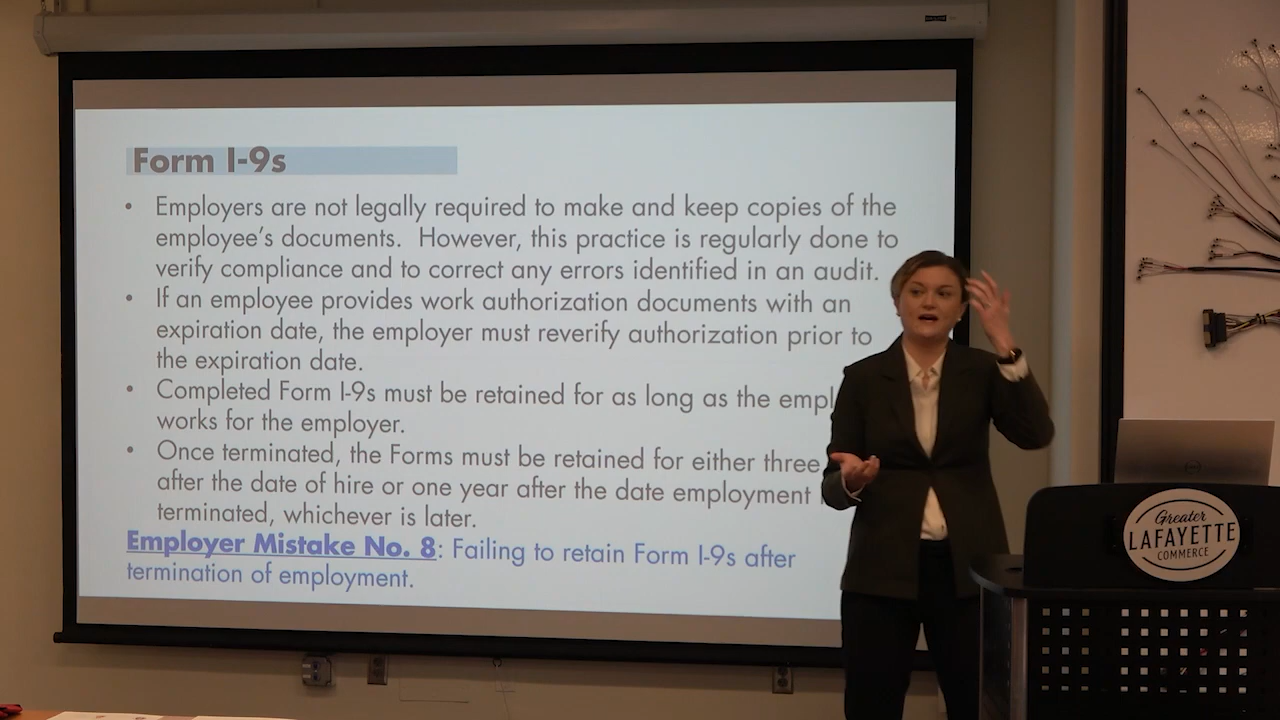 Form I-9s
• Employers are not legally required to make and keep copies of the
employee's documents. However, this practice is regularly done to
verify compliance and to correct any errors identified in an audit.
• If an employee provides work authorization documents with an
expiration date, the employer must reverify authorization prior to
the expiration date.
• Completed Form I-9s must be retained for as long as the empl
works for the employer.
• Once terminated, the Forms must be retained for either three
after the date of hire or one year after the date employment
terminated, whichever is later.
Employer Mistake No. 8: Failing to retain Form I-9s after
termination of employment.
Greater
LAFAYETTE
COMMERCE